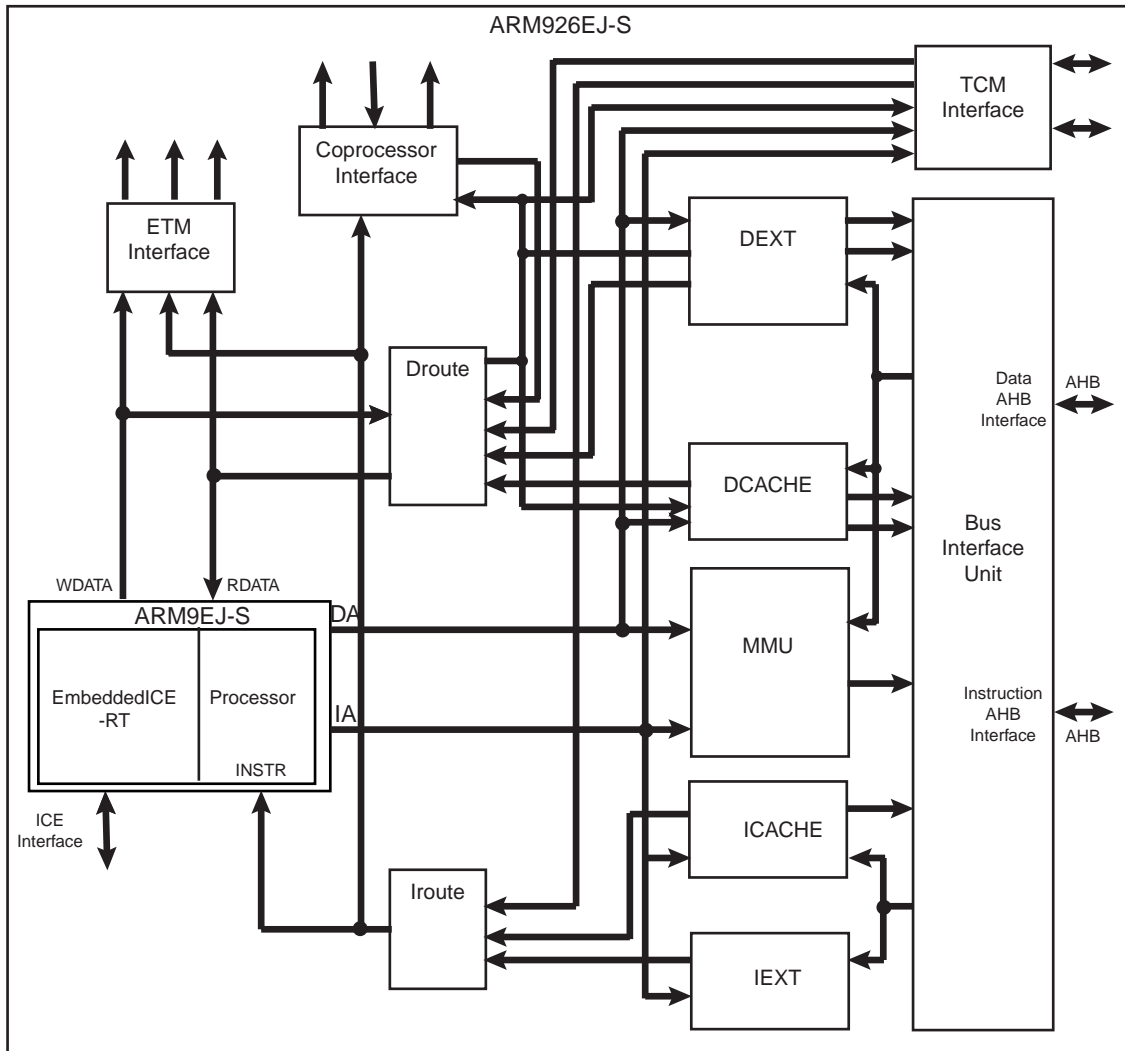 ARM926EJ-S
TCM
Interface
Coprocessor
Interface
ETM
Interface
DEXT
Droute
Data
AHB
Interface
AHB
DCACHE
Bus
Interface
Unit
WDATA
RDATA
ARM9EJ-S
DA
MMU
EmbeddedICE
-RT
Processor
IA
INSTR
Instruction
AHB
Interface
AHB
ICE
Interface
ICACHE
Iroute
IEXT